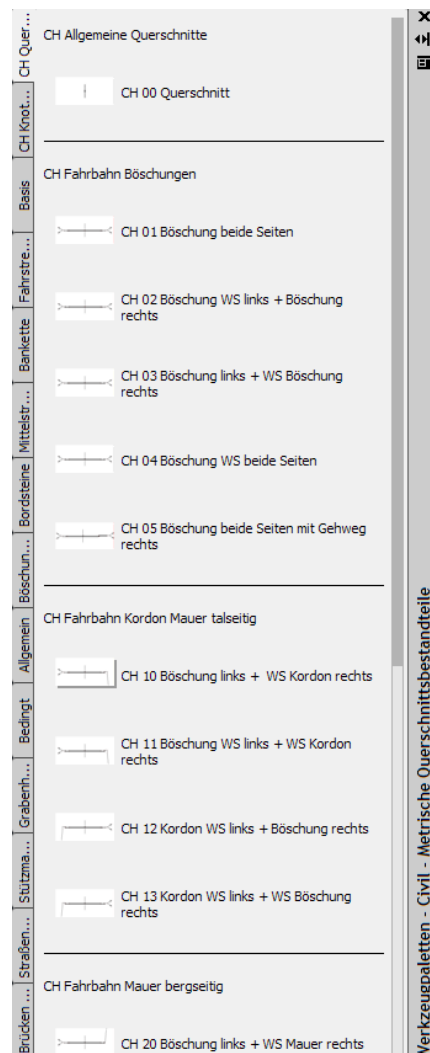 CH Quer...
CH Knot...
Basis
Fahrstre...
Bankette
Mittelstr...
Bordsteine
Böschun...
Allgemein
Bedingt
Grabenh...
Stützma...
Straßen...
Brücken ...
CH Allgemeine Querschnitte
CH 00 Querschnitt
CH Fahrbahn Böschungen
CH 01 Böschung beide Seiten
CH 02 Böschung WS links + Böschung
rechts
CH 03 Böschung links + WS Böschung
rechts
CH 04 Böschung WS beide Seiten
CH 05 Böschung beide Seiten mit Gehweg
rechts
CH Fahrbahn Kordon Mauer talseitig
CH 10 Böschung links + WS Kordon rechts
CH 11 Böschung WS links + WS Kordon
rechts
CH 12 Kordon WS links + Böschung rechts
CH 13 Kordon WS links + WS Böschung
rechts
CH Fahrbahn Mauer bergseitig
CH 20 Böschung links + WS Mauer rechts
Werkzeugpaletten - Civil - Metrische Querschnittsbestandteile